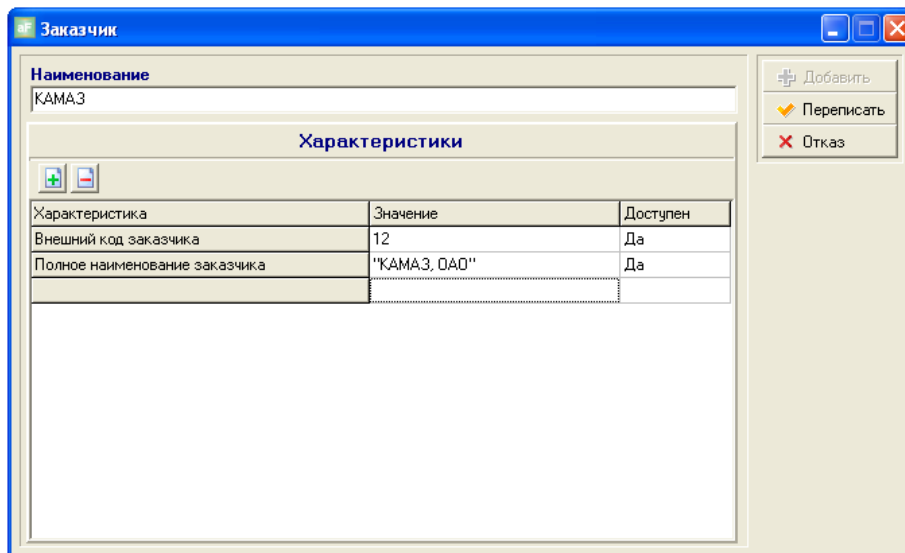 aF Заказчик
Наименование
КАМАЗ
Характеристики
Характеристика Значение Доступен
Внешний код заказчика 12 Да
Полное наименование заказчика "КАМАЗ, ОАО" Да
Добавить
Переписать
Отказ